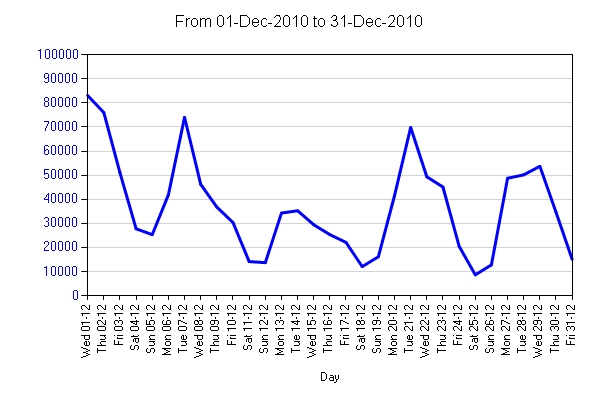 From 01-Dec-2010 to 31-Dec-2010
100000
90000
80000
70000
60000
50000
40000
30000
20000
10000
0
Wed 01-12
Thu 02-12
Fri 03-12
Sat 04-12
Sun 05-12
Mon 06-12
Tue 07-12
Wed 08-12
Thu 09-12
Fri 10-12
Sat 11-12
Sun 12-12
Mon 13-12
Tue 14-12
Wed 15-12
Thu 16-12
Fri 17-12
Sat 18-12
Sun 19-12
Mon 20-12
Tue 21-12
Wed 22-12
Thu 23-12
Fri 24-12
Sat 25-12
Sun 26-12
Mon 27-12
Tue 28-12
Wed 29-12
Thu 30-12
Fri 31-12
Day